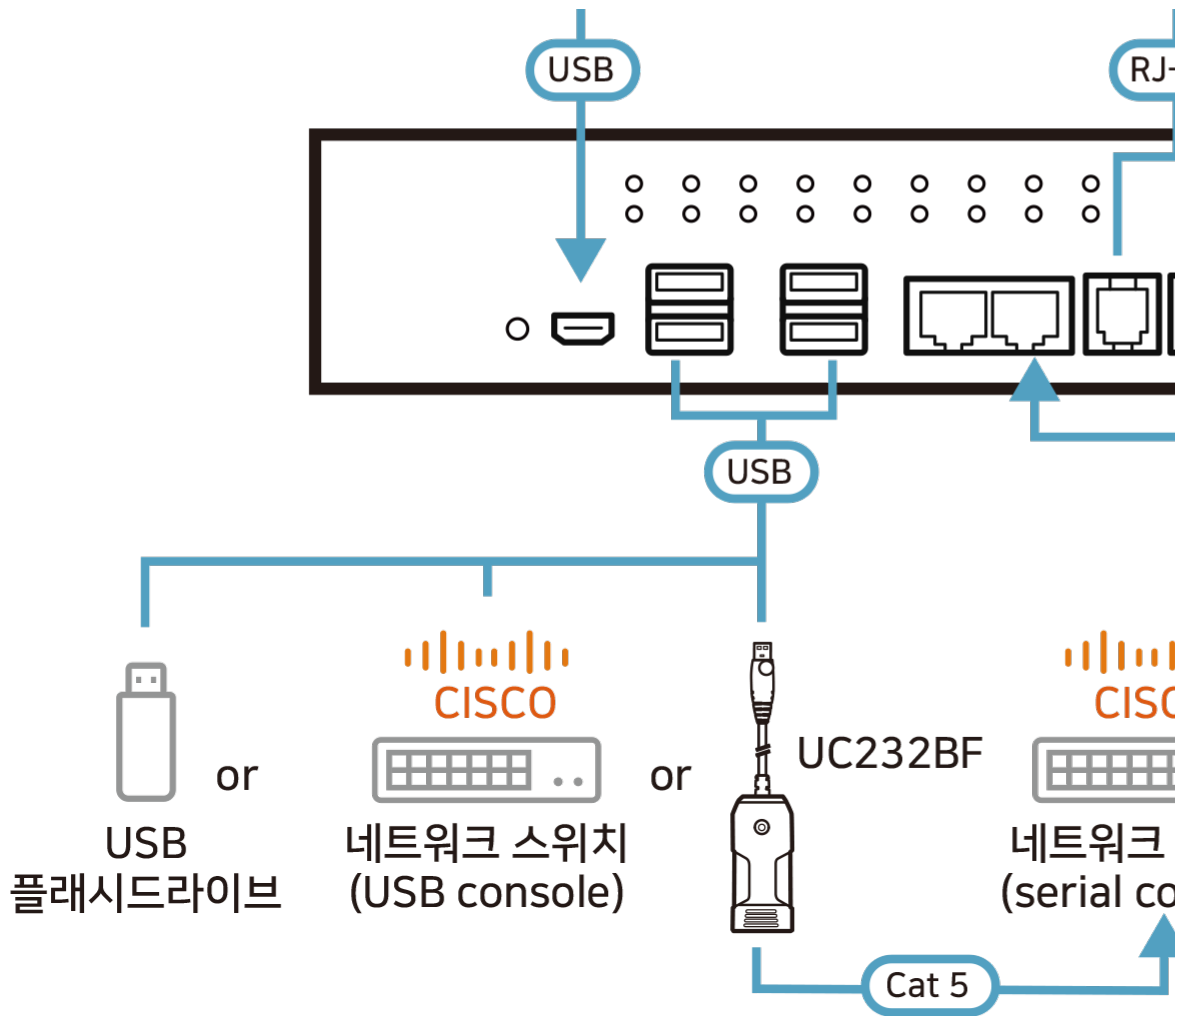 USB
RJ-
USB
CISCO
CISC
UC232BF
or
or
USB
플래시드라이브
네트워크 스위치
(USB console)
네트워크
(serial co
Cat 5